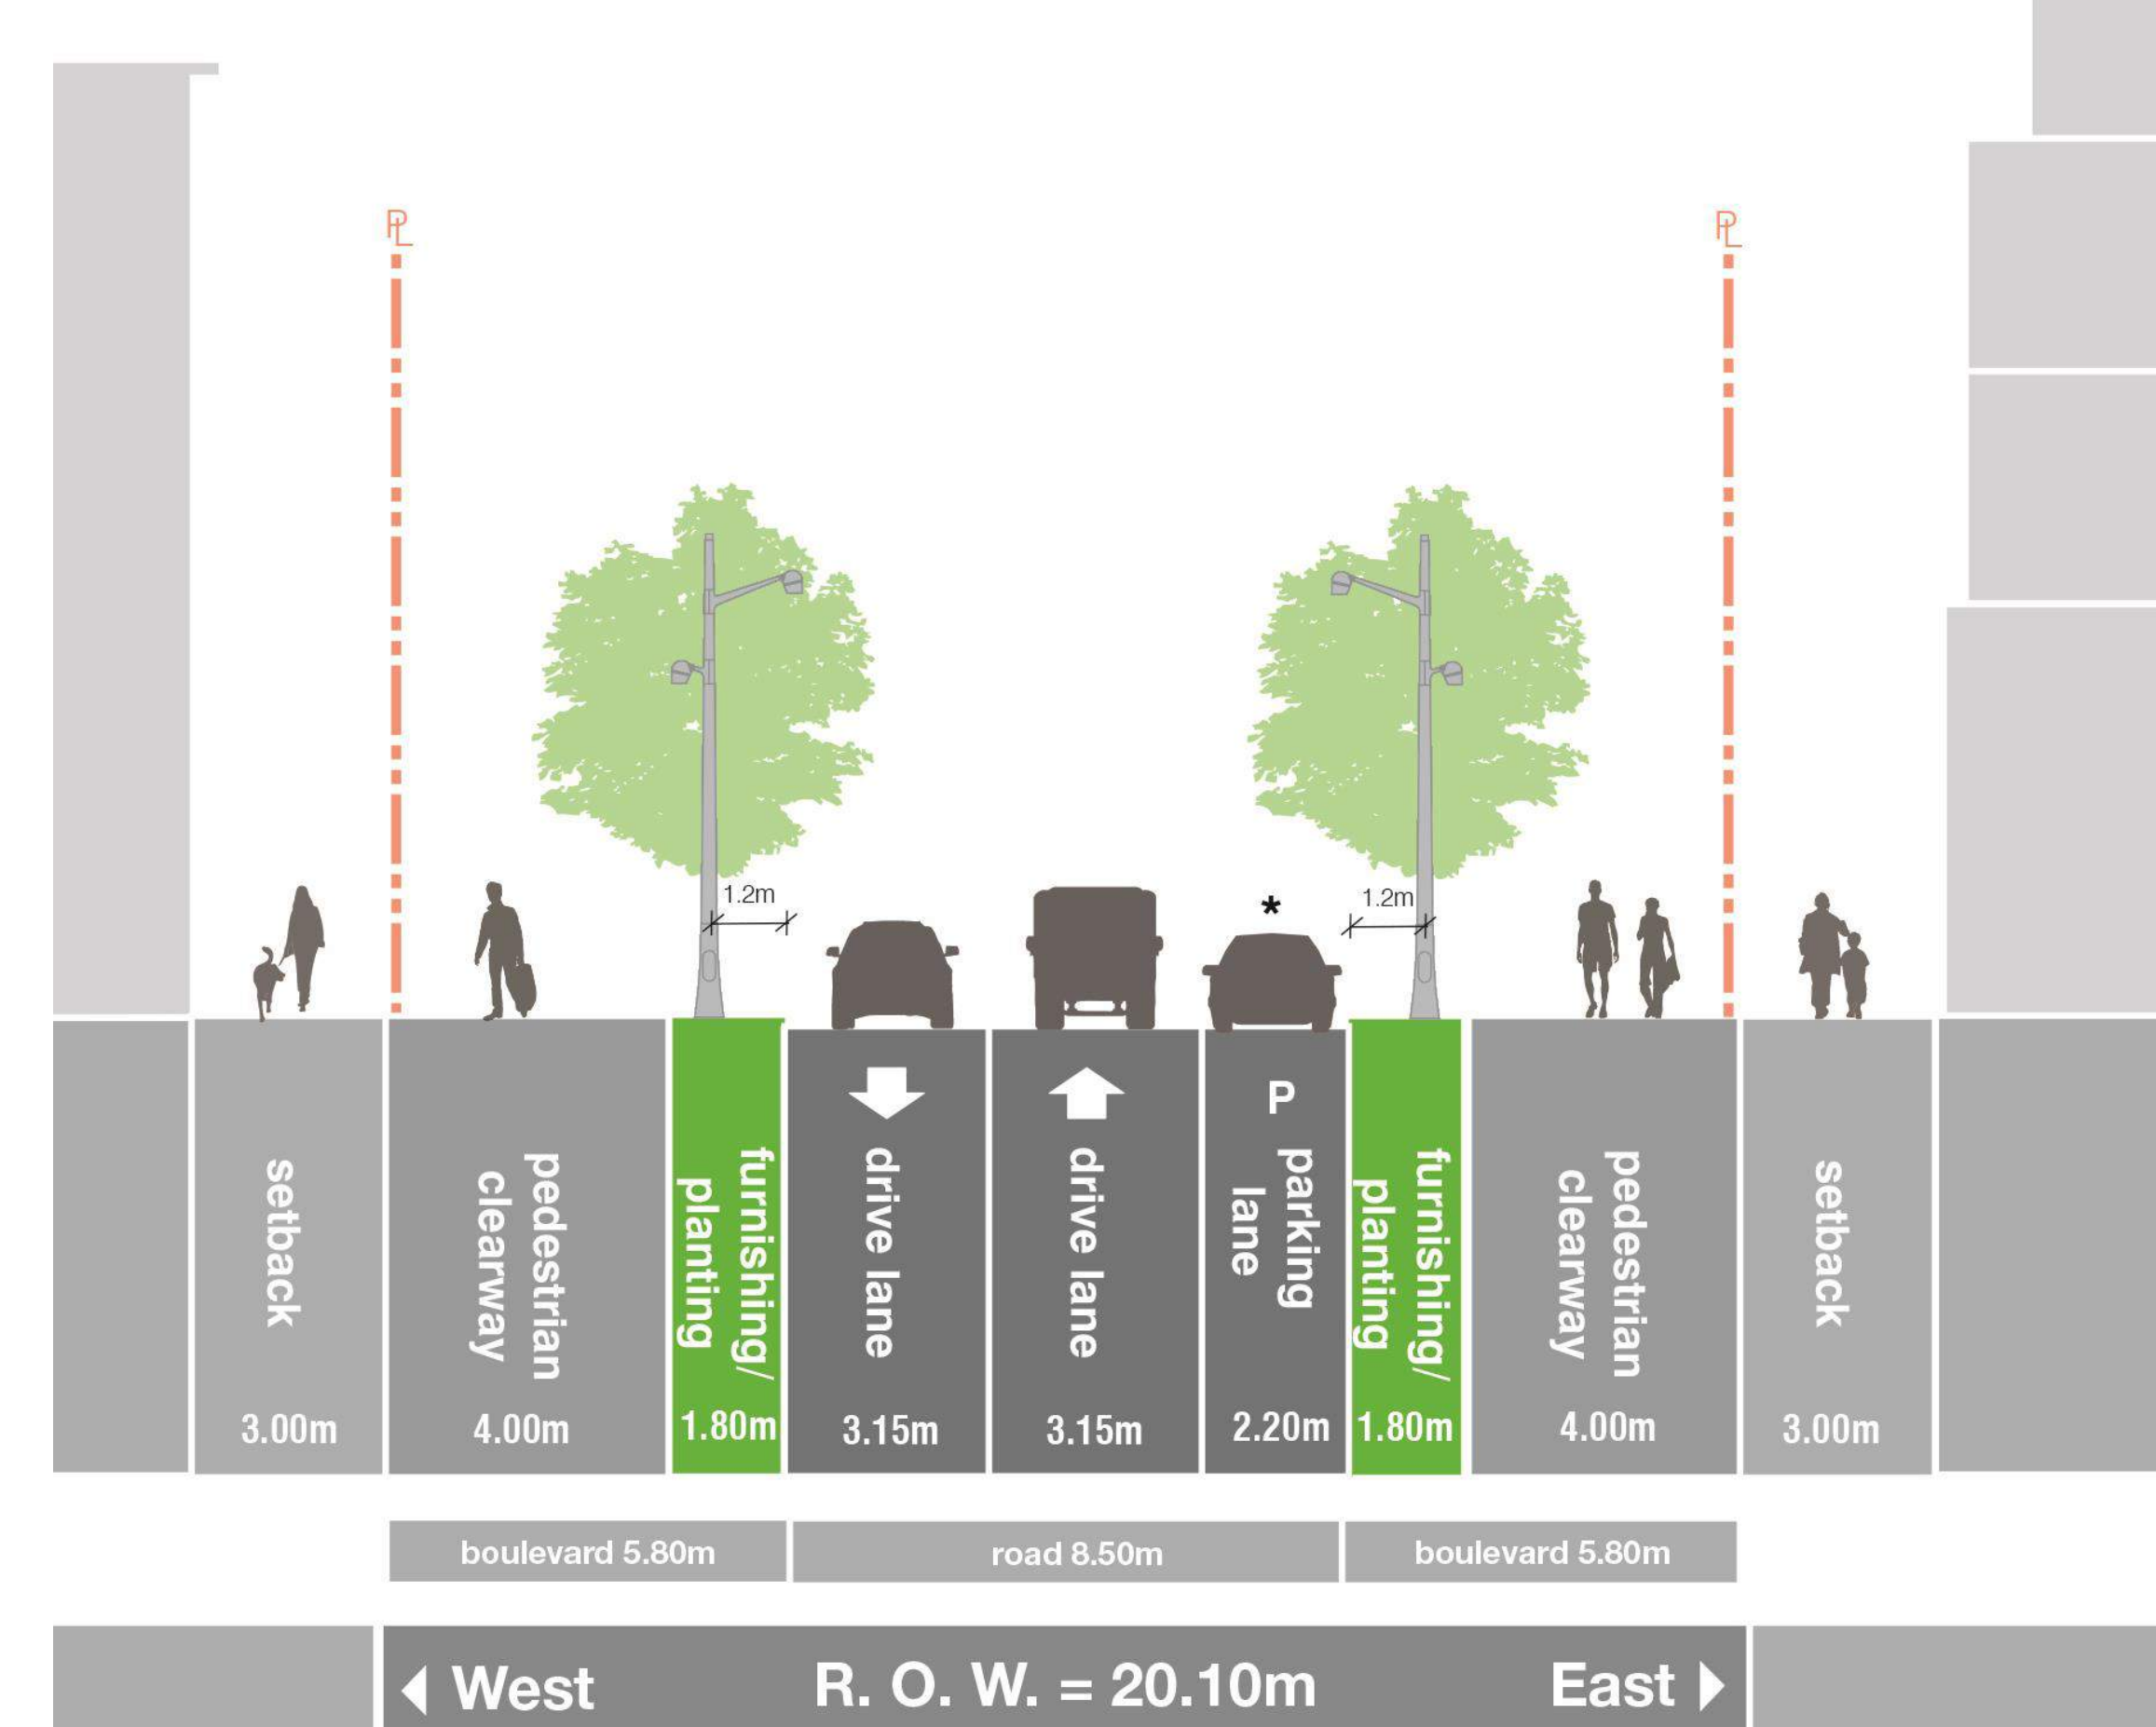 PL
PL
1.2m
*
1.2m
P
setback
pedestrian
clearway
furnishing/
planting
drive lane
drive lane
parking
lane
furnishing/
planting
pedestrian
clearway
setback
3.00m
4.00m
1.80m
3.15m
3.15m
2.20m
1.80m
4.00m
3.00m
boulevard 5.80m
road 8.50m
boulevard 5.80m
West
R. O. W. = 20.10m
East